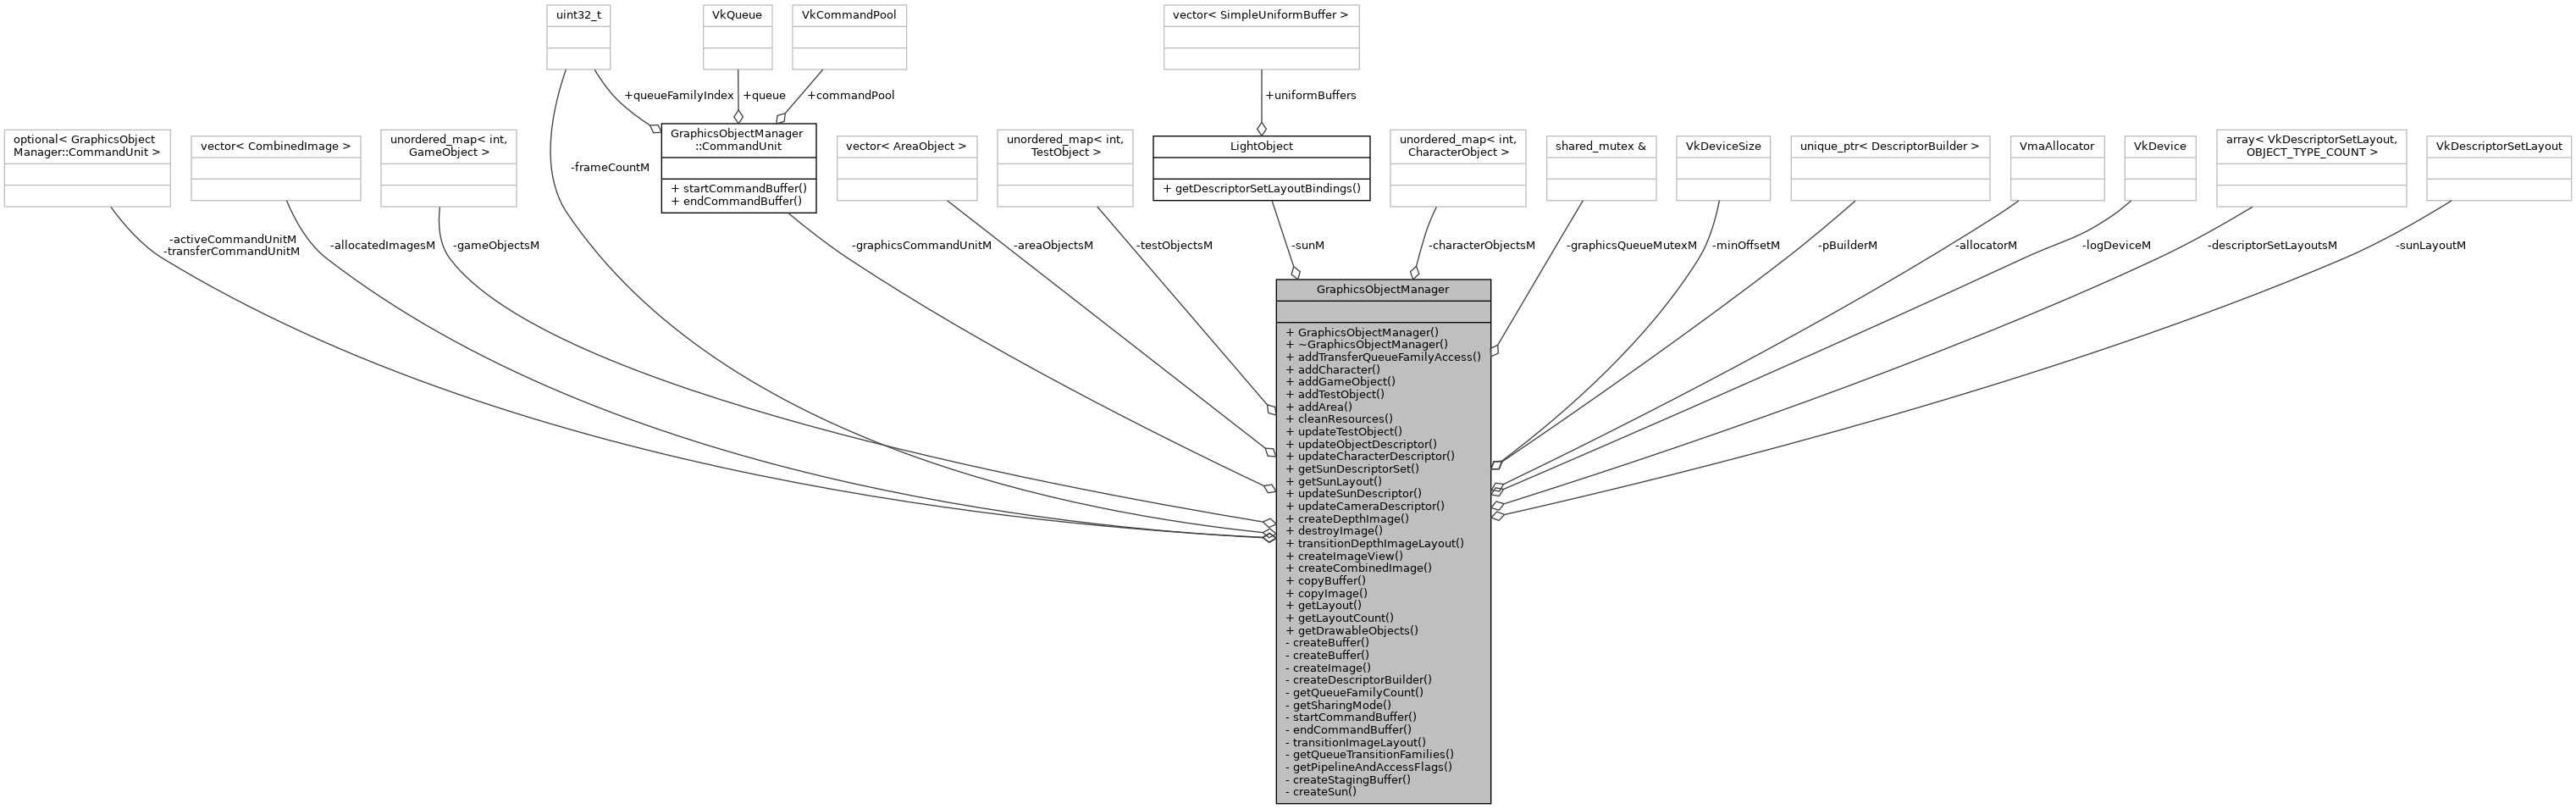 uint32_t
VkQueue
VkCommandPool
vector< SimpleUniformBuffer >
+queueFamilyIndex
+queue
+commandPool
+uniformBuffers
optional< GraphicsObject
Manager::CommandUnit >
vector< CombinedImage >
unordered_map< int,
GameObject >
-frameCountM
GraphicsObjectManager
::CommandUnit
+ startCommandBuffer()
+ endCommandBuffer()
vector< AreaObject >
unordered_map< int,
TestObject >
LightObject
+ getDescriptorSetLayoutBindings()
unordered_map< int,
CharacterObject >
shared_mutex &
VkDeviceSize
unique_ptr< DescriptorBuilder >
VmaAllocator
VkDevice
array< VkDescriptorSetLayout,
OBJECT_TYPE_COUNT >
VkDescriptorSetLayout
-activeCommandUnitM
-transferCommandUnitM
-allocatedImagesM
-gameObjectsM
-graphicsCommandUnitM
-areaObjectsM
-testObjectsM
-sunM
-characterObjectsM
-graphicsQueueMutexM
-minOffsetM
-pBuilderM
-allocatorM
-logDeviceM
-descriptorSetLayoutsM
-sunLayoutM
GraphicsObjectManager
+ GraphicsObjectManager()
+ ~GraphicsObjectManager()
+ addTransferQueueFamilyAccess()
+ addCharacter()
+ addGameObject()
+ addTestObject()
+ addArea()
+ cleanResources()
+ updateTestObject()
+ updateObjectDescriptor()
+ updateCharacterDescriptor()
+ getSunDescriptorSet()
+ getSunLayout()
+ updateSunDescriptor()
+ updateCameraDescriptor()
+ createDepthImage()
+ destroyImage()
+ transitionDepthImageLayout()
+ createImageView()
+ createCombinedImage()
+ copyBuffer()
+ copyImage()
+ getLayout()
+ getLayoutCount()
+ getDrawableObjects()
- createBuffer()
- createBuffer()
- createImage()
- createDescriptorBuilder()
- getQueueFamilyCount()
- getSharingMode()
- startCommandBuffer()
- endCommandBuffer()
- transitionImageLayout()
- getQueueTransitionFamilies()
- getPipelineAndAccessFlags()
- createStagingBuffer()
- createSun()